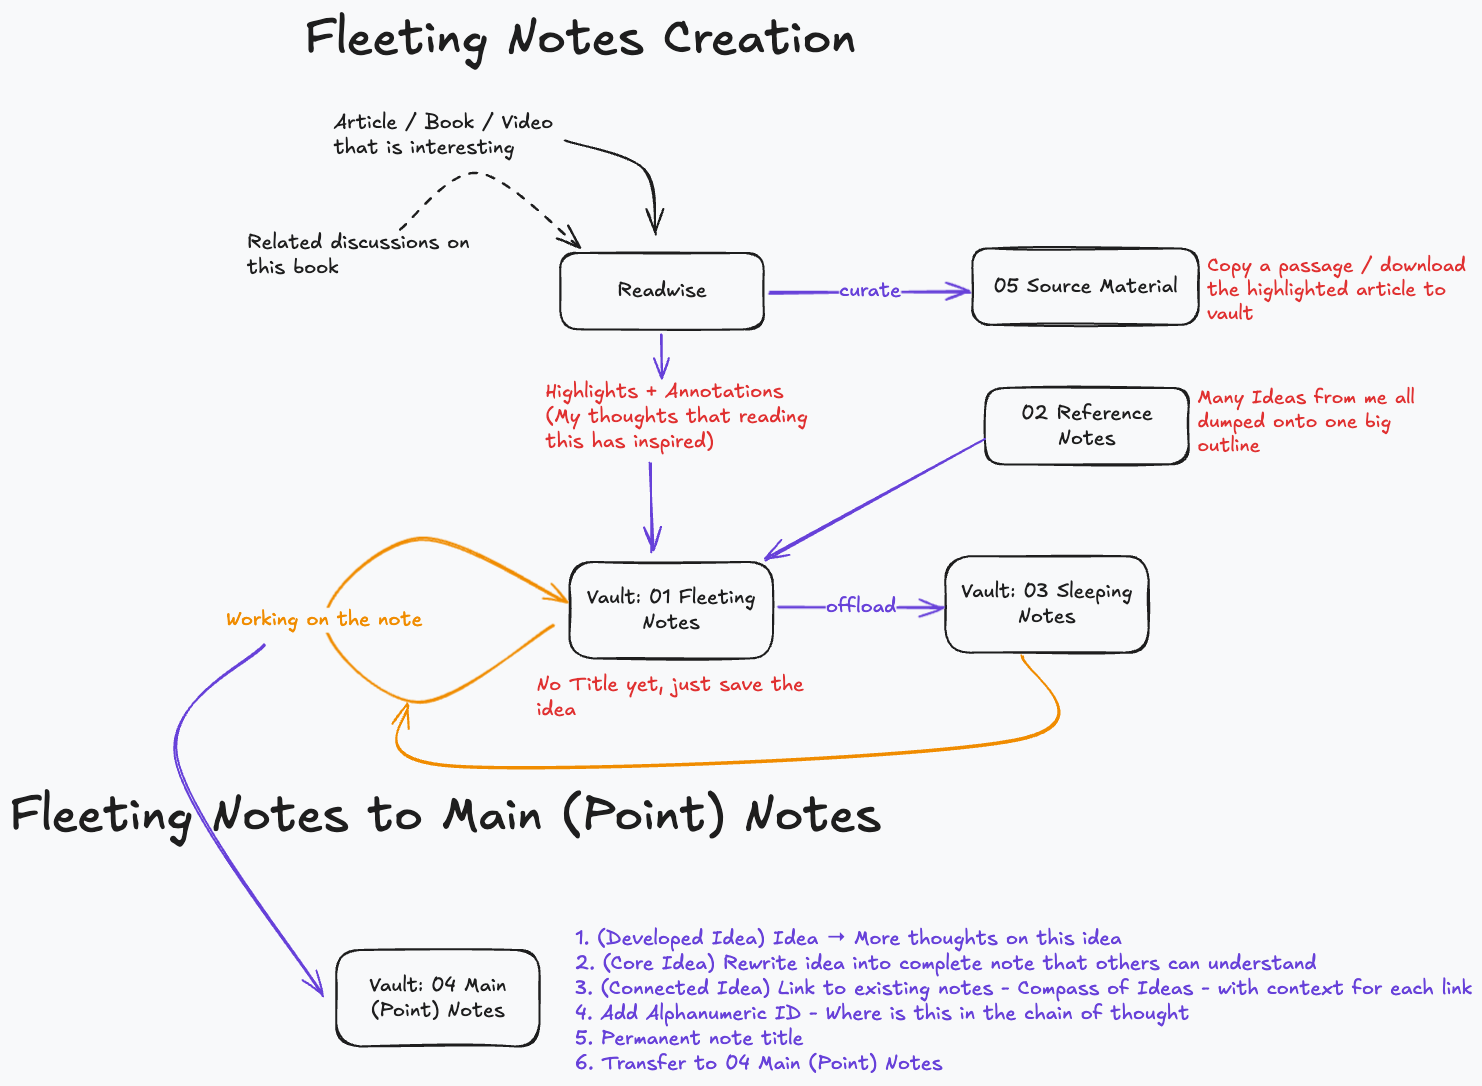 Fleeting Notes Creation
Article / Book / Video
that is interesting
Related discussions on
this book
Readwise
curate
05 Source Material
Copy a passage / download
the highlighted article to
vault
Highlights + Annotations
(My thoughts that reading
this has inspired)
02 Reference
Notes
Many Ideas from me all
dumped onto one big
outline
Working on the note
Vault: 01 Fleeting
Notes
offload
Vault: 03 Sleeping
Notes
No Title yet, just save the
idea
Fleeting Notes to Main (Point) Notes
Vault: 04 Main
(Point) Notes
1. (Developed Idea) Idea → More thoughts on this idea
2. (Core Idea) Rewrite idea into complete note that others can understand
3. (Connected Idea) Link to existing notes - Compass of Ideas - with context for each link
4. Add Alphanumeric ID - Where is this in the chain of thought
5. Permanent note title
6. Transfer to 04 Main (Point) Notes